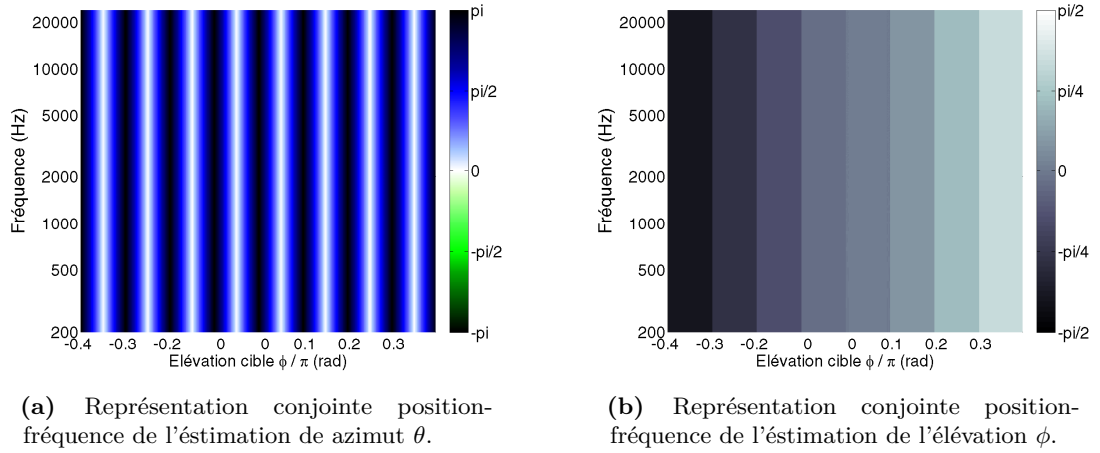 20000
10000
5000
2000
1000
500
200
Fréquence (Hz)
-0.4 -0.3 -0.2 0 0 0.1 0.2 0.3
Elévation cible ϕ / π (rad)
pi
pi/2
0
-pi/2
-pi
20000
10000
5000
2000
1000
500
200
Fréquence (Hz)
-0.4 -0.3 -0.2 0 0 0.1 0.2 0.3
Elévation cible ϕ / π (rad)
pi/2
pi/4
0
-pi/4
-pi/2
(a) Représentation conjointe position-
fréquence de l'éstimation de azimut θ.
(b) Représentation conjointe position-
fréquence de l'éstimation de l'élévation ϕ.